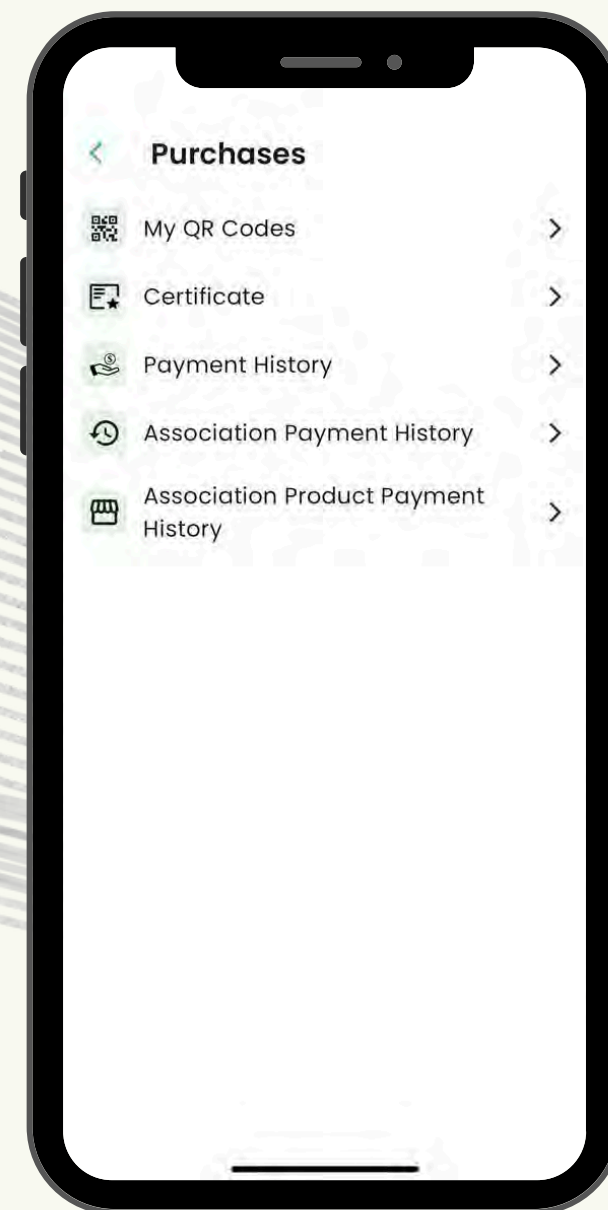 Purchases
My QR Codes
Certificate
Payment History
Association Payment History
Association Product Payment
History